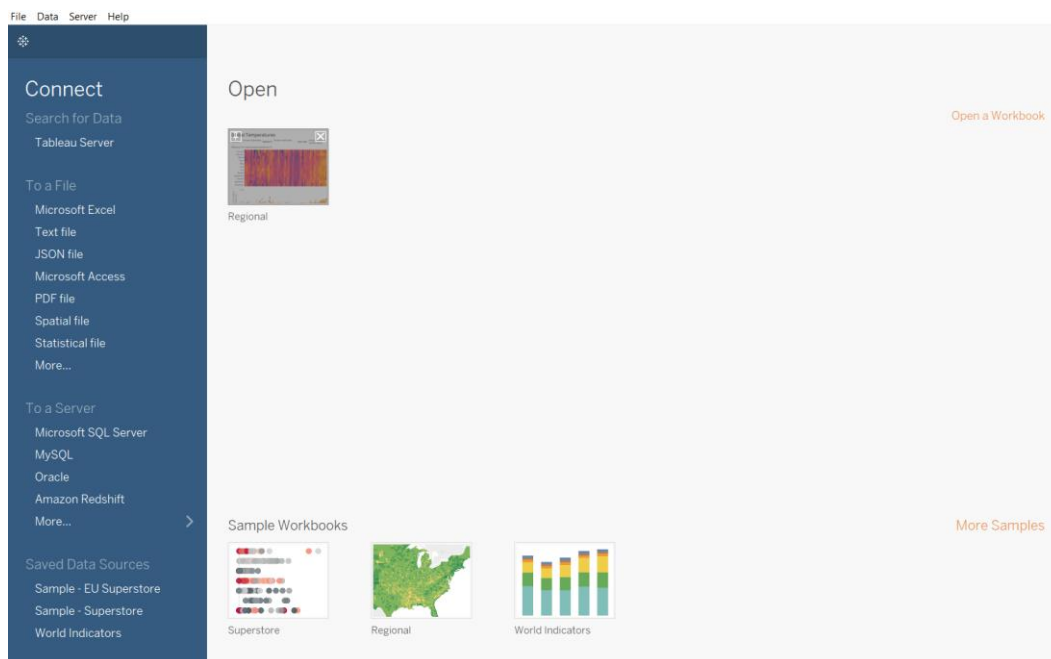 File Data Server Help
Connect
Search for Data
Tableau Server
To a File
Microsoft Excel
Text file
JSON file
Microsoft Access
PDF file
Spatial file
Statistical file
More...
To a Server
Microsoft SQL Server
MySQL
Oracle
Amazon Redshift
More...
Saved Data Sources
Sample - EU Superstore
Sample - Superstore
World Indicators
Open
Open a Workbook
Temperatures
Regional
Sample Workbooks
More Samples
Superstore
Regional
World Indicators